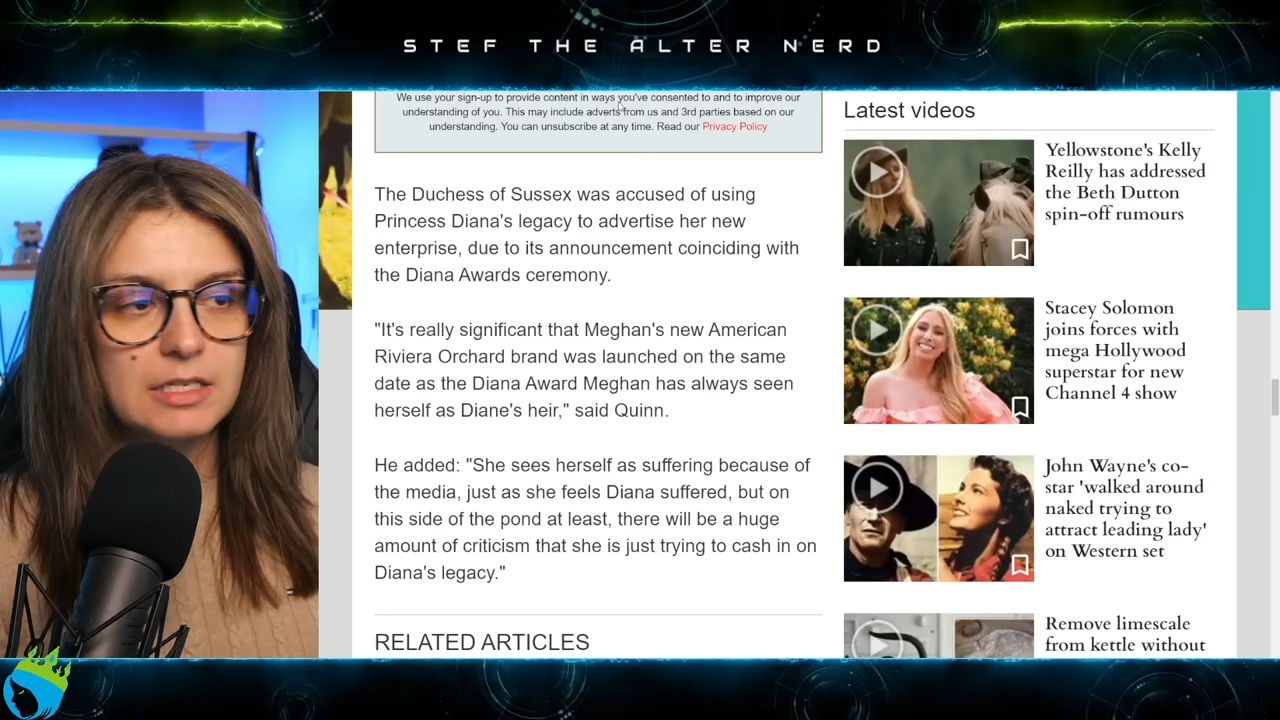 STEF THE ALTER NERD
We use your sign-up to provide content in ways you've consented to and to improve our
understanding of you. This may include adverts from us and 3rd parties based on our
understanding. You can unsubscribe at any time. Read our Privacy Policy
The Duchess of Sussex was accused of using
Princess Diana's legacy to advertise her new
enterprise, due to its announcement coinciding with
the Diana Awards ceremony.
"It's really significant that Meghan's new American
Riviera Orchard brand was launched on the same
date as the Diana Award Meghan has always seen
herself as Diane's heir," said Quinn.
He added: "She sees herself as suffering because of
the media, just as she feels Diana suffered, but on
this side of the pond at least, there will be a huge
amount of criticism that she is just trying to cash in on
Diana's legacy."
RELATED ARTICLES
Latest videos
Yellowstone's Kelly
Reilly has addressed
the Beth Dutton
spin-off rumours
Stacey Solomon
joins forces with
mega Hollywood
superstar for new
Channel 4 show
John Wayne's co-
star 'walked around
naked trying to
attract leading lady'
on Western set
Remove limescale
from kettle without